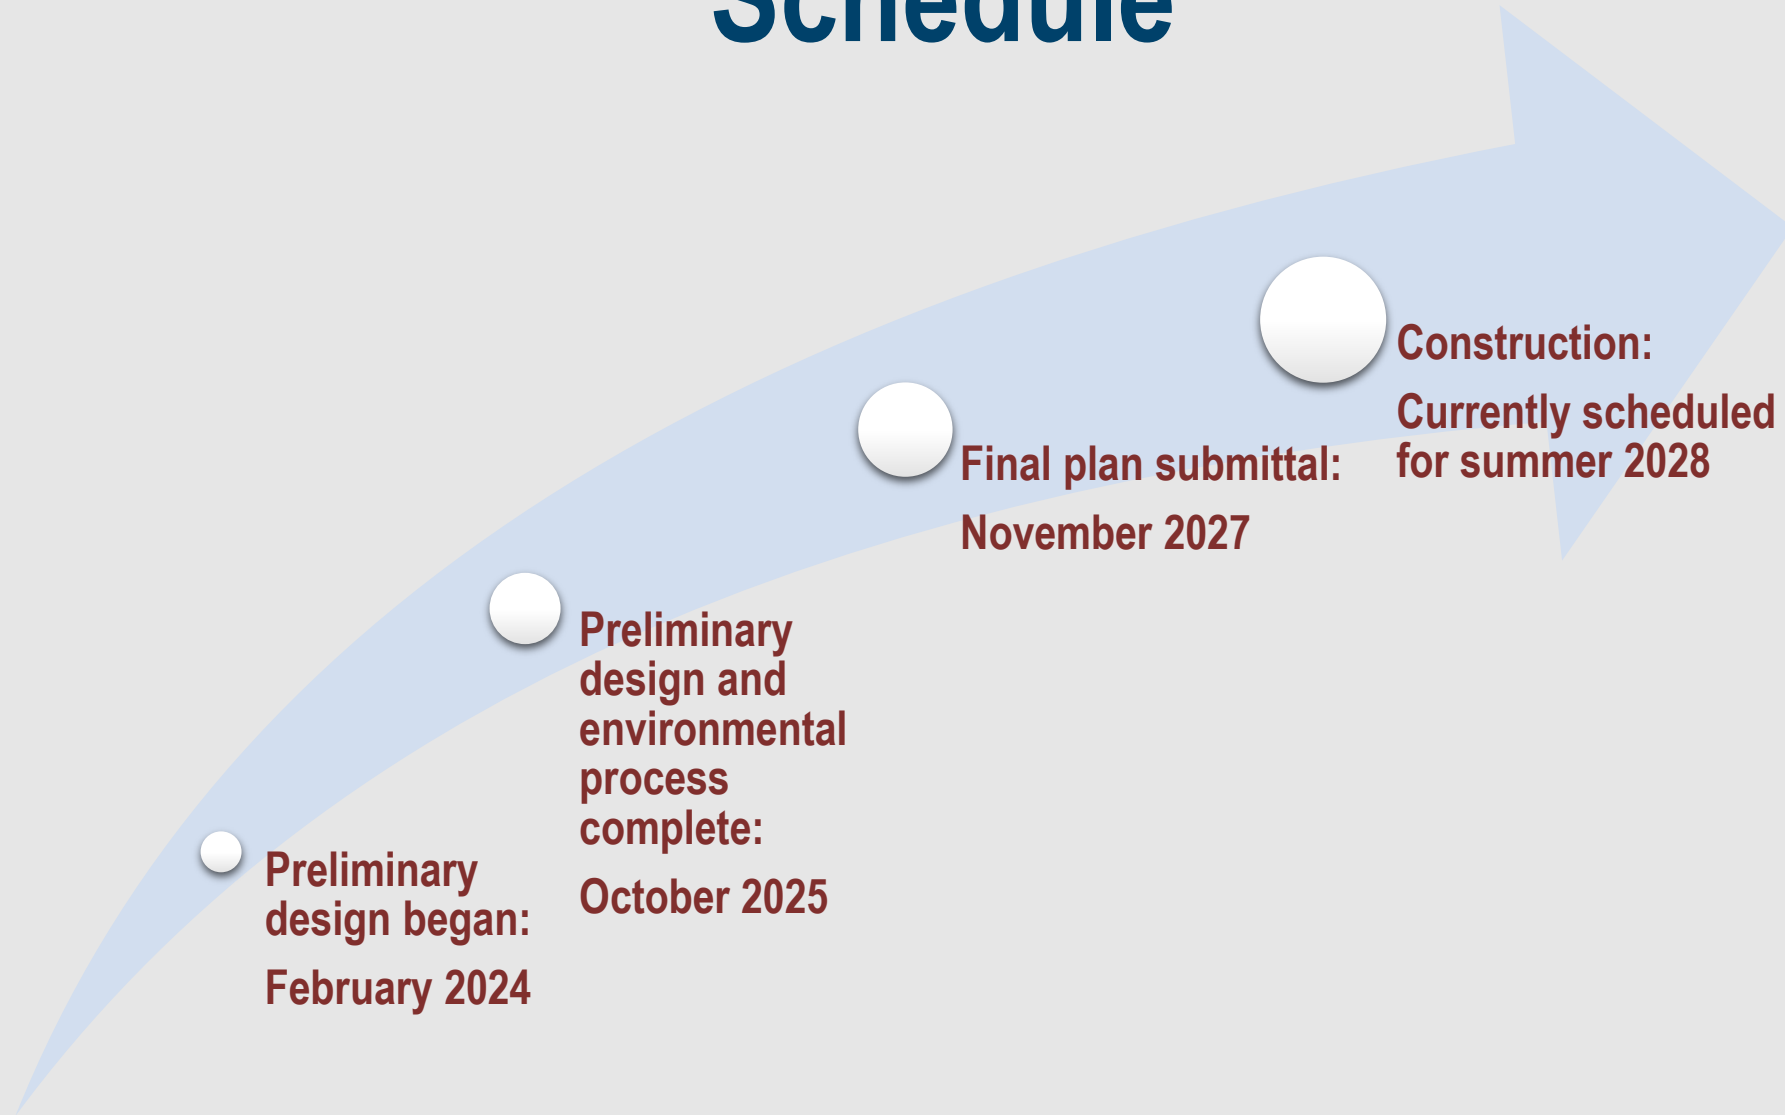 Schedule
Preliminary
design began:
February 2024
Preliminary
design and
environmental
process
complete:
October 2025
Final plan submittal:
November 2027
Construction:
Currently scheduled
for summer 2028